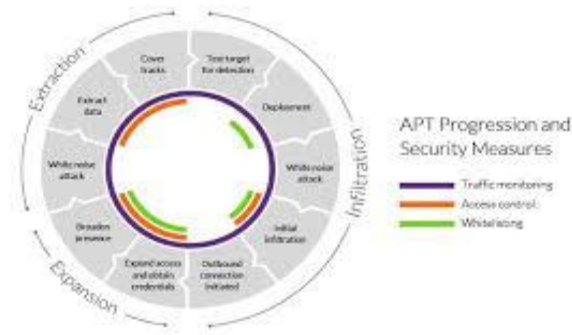 Extraction
Cover
tracks
Test target
for detection
Extract
data
Deployment
White noise
attack
White noise
attack
Infiltration
Broaden
presence
Initial
infiltration
Expand access
and obtain
credentials
Outbound
connection
initiated
Expansion
APT Progression and
Security Measures
Traffic monitoring
Access control
Whitelisting